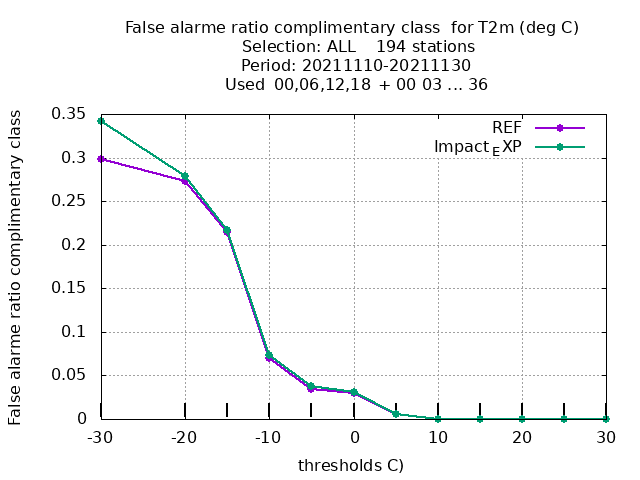 False alarme ratio complimentary class  for T2m (deg C)
Selection: ALL    194 stations
Period: 20211110-20211130
Used  00,06,12,18  + 00 03 ... 36
False alarme ratio complimentary class
0.35
0.3
0.25
0.2
0.15
0.1
0.05
0
REF
Impact_EXP
-30
-20
-10
0
10
20
30
thresholds C)